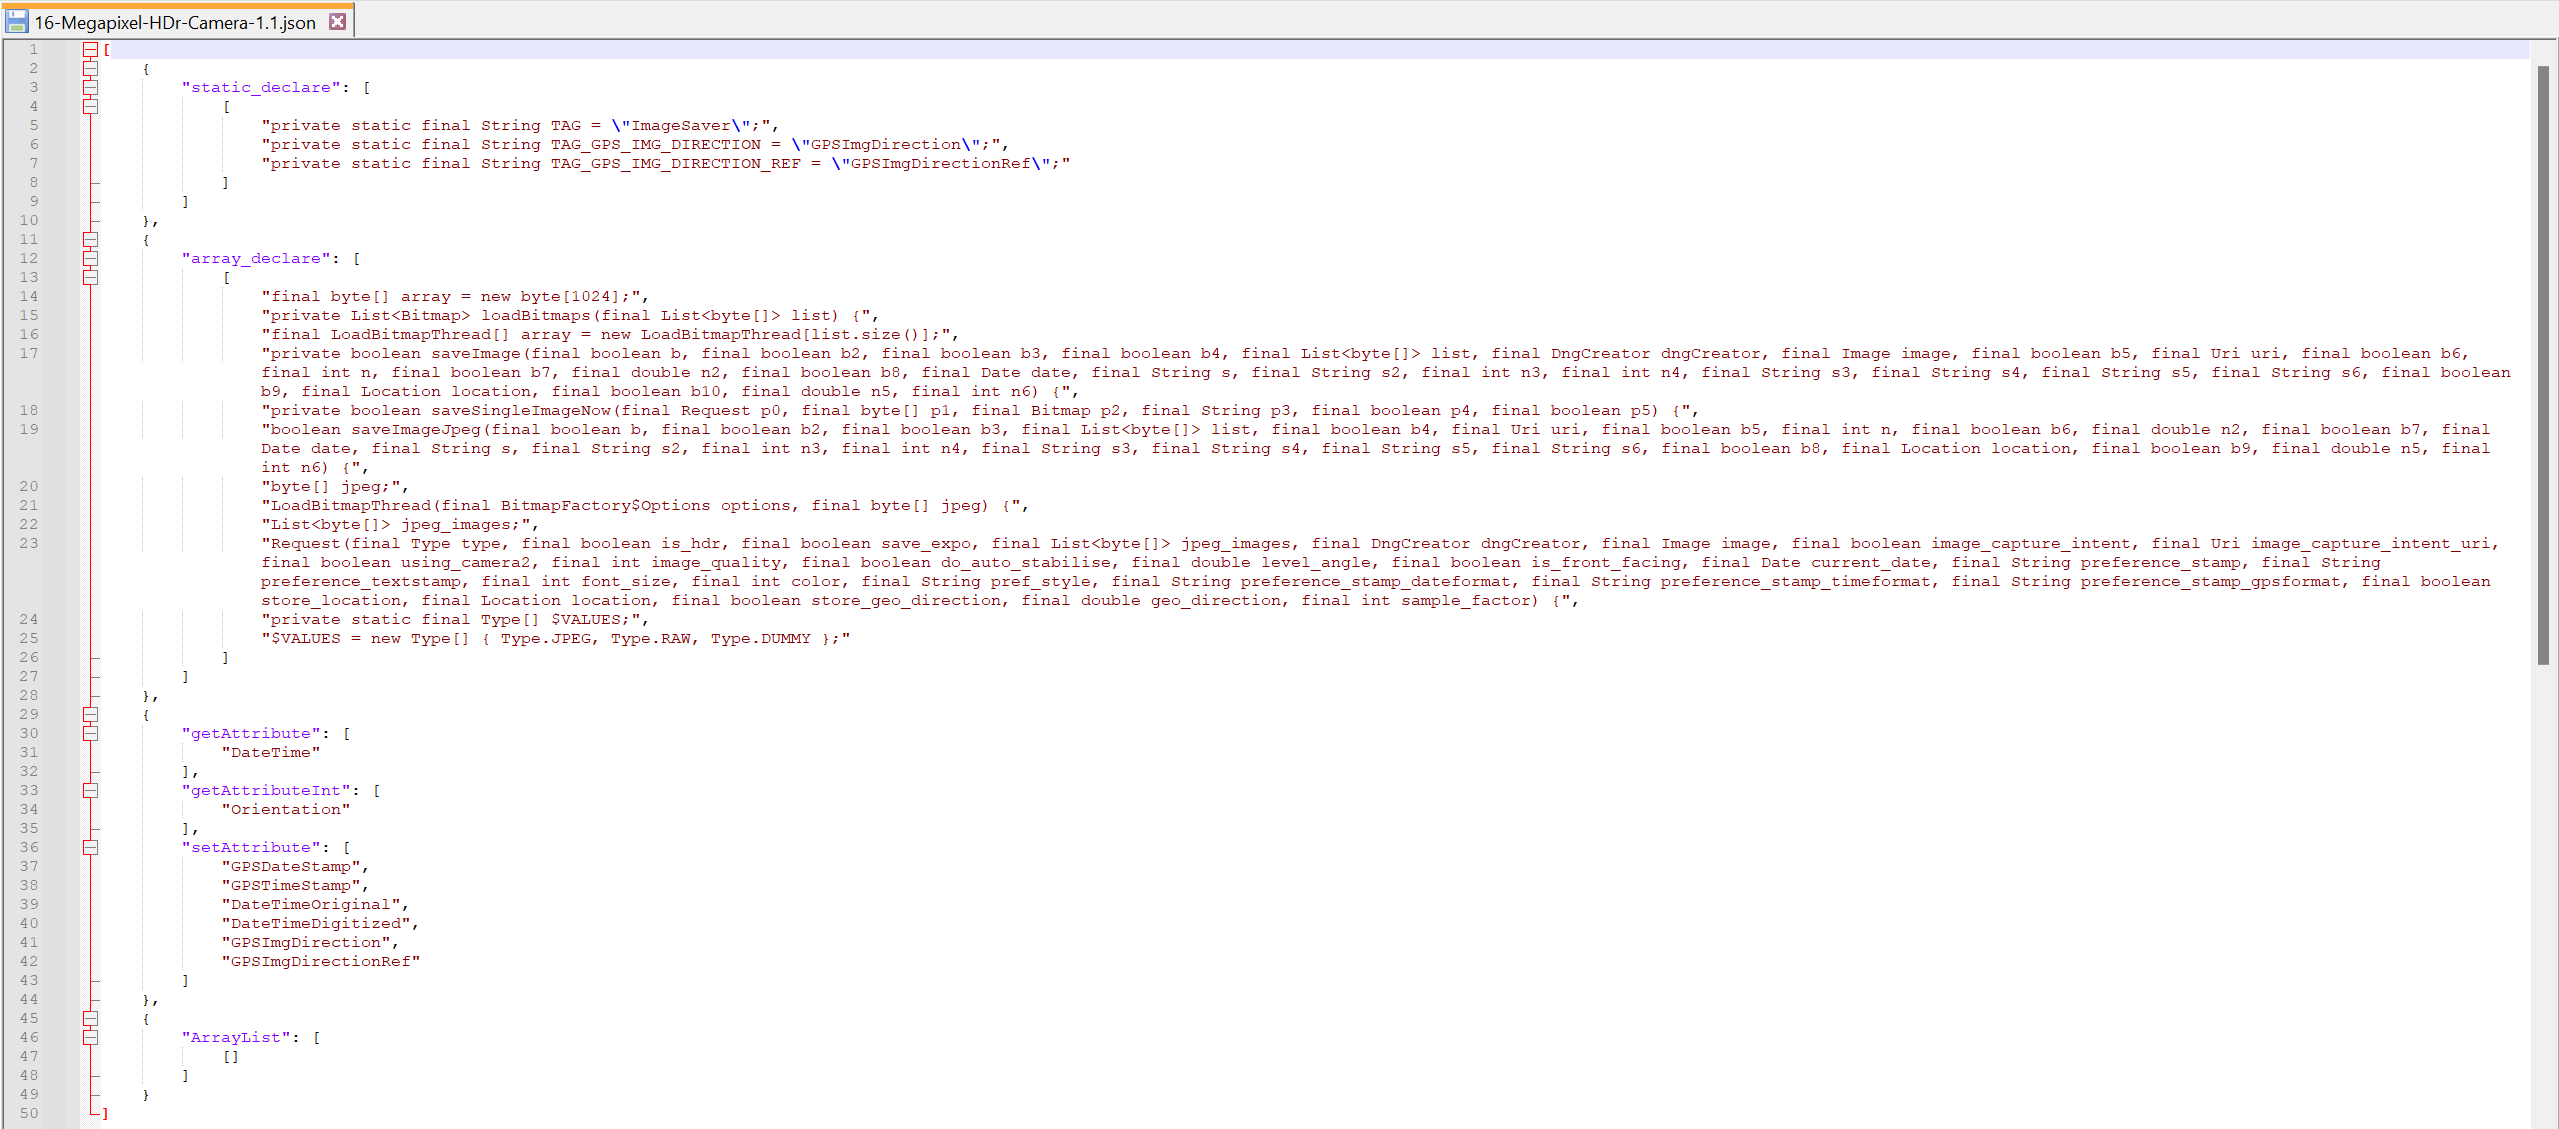 16-Megapixel-HDr-Camera-1.1.json
1 [
2 {
3 "static_declare": [
4 [
5 "private static final String TAG = \"ImageSaver\";",
6 "private static final String TAG_GPS_IMG_DIRECTION = \"GPSImgDirection\";",
7 "private static final String TAG_GPS_IMG_DIRECTION_REF = \"GPSImgDirectionRef\";"
8 ]
9 ]
10 },
11 {
12 "array_declare": [
13 [
14 "final byte[] array = new byte[1024];",
15 "private List<Bitmap> loadBitmaps(final List<byte[]> list) {",
16 "final LoadBitmapThread[] array = new LoadBitmapThread[list.size()];",
17 "private boolean saveImage(final boolean b, final boolean b2, final boolean b3, final boolean b4, final List<byte[]> list, final DngCreator dngCreator, final Image image, final boolean b5, final Uri uri, final boolean b6,
final int n, final boolean b7, final double n2, final boolean b8, final Date date, final String s, final String s2, final int n3, final int n4, final String s3, final String s4, final String s5, final String s6, final boolean
b9, final Location location, final boolean b10, final double n5, final int n6) {",
18 "private boolean saveSingleImageNow(final Request p0, final byte[] p1, final Bitmap p2, final String p3, final boolean p4, final boolean p5) {",
19 "boolean saveImageJpeg(final boolean b, final boolean b2, final boolean b3, final List<byte[]> list, final boolean b4, final Uri uri, final boolean b5, final int n, final boolean b6, final double n2, final boolean b7, final
Date date, final String s, final String s2, final int n3, final int n4, final String s3, final String s4, final String s5, final String s6, final boolean b8, final Location location, final boolean b9, final double n5, final
int n6) {",
20 "byte[] jpeg;",
21 "LoadBitmapThread(final BitmapFactory$Options options, final byte[] jpeg) {",
22 "List<byte[]> jpeg_images;",
23 "Request(final Type type, final boolean is_hdr, final boolean save_expo, final List<byte[]> jpeg_images, final DngCreator dngCreator, final Image image, final boolean image_capture_intent, final Uri image_capture_intent_uri,
final boolean using_camera2, final int image_quality, final boolean do_auto_stabilise, final double level_angle, final boolean is_front_facing, final Date current_date, final String preference_stamp, final String
preference_textstamp, final int font_size, final int color, final String pref_style, final String preference_stamp_dateformat, final String preference_stamp_timeformat, final String preference_stamp_gpsformat, final boolean
store_location, final Location location, final boolean store_geo_direction, final double geo_direction, final int sample_factor) {",
24 "private static final Type[] $VALUES;",
25 "$VALUES = new Type[] { Type.JPEG, Type.RAW, Type.DUMMY };"
26 ]
27 ]
28 },
29 {
30 "getAttribute": [
31 "DateTime"
32 ],
33 "getAttributeInt": [
34 "Orientation"
35 ],
36 "setAttribute": [
37 "GPSDateStamp",
38 "GPSTimeStamp",
39 "DateTimeOriginal",
40 "DateTimeDigitized",
41 "GPSImgDirection",
42 "GPSImgDirectionRef"
43 ]
44 },
45 {
46 "ArrayList": [
47 []
48 ]
49 }
50 ]